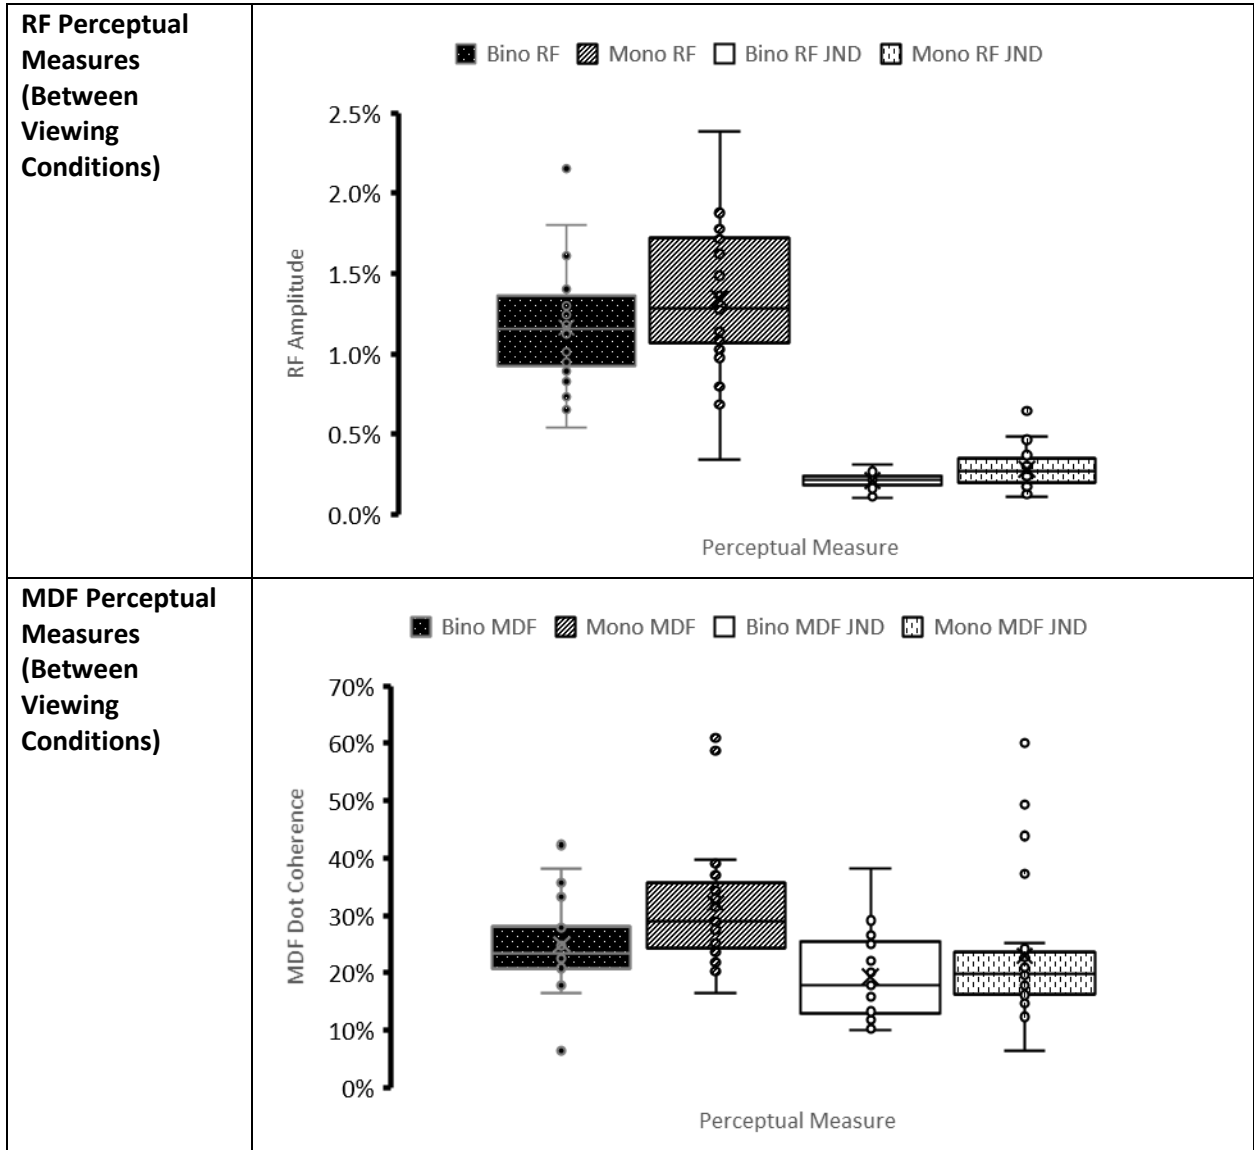 RF Perceptual
Measures
(Between
Viewing
Conditions)
Bino RF Mono RF Bino RF JND Mono RF JND
2.5%
2.0%
1.5%
1.0%
0.5%
0.0%
RF Amplitude
Perceptual Measure
MDF Perceptual
Measures
(Between
Viewing
Conditions)
Bino MDF Mono MDF Bino MDF JND Mono MDF JND
70%
60%
50%
40%
30%
20%
10%
0%
MDF Dot Coherence
Perceptual Measure